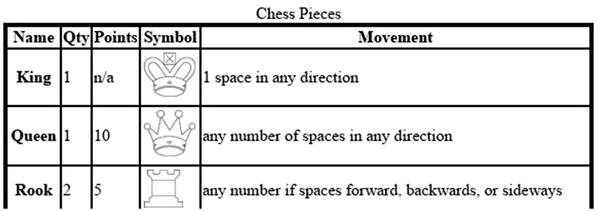 Chess Pieces
Name Qty Points Symbol Movement
King 1 n/a 1 space in any direction
Queen 1 10 any number of spaces in any direction
Rook 2 5 any number if spaces forward, backwards, or sideways